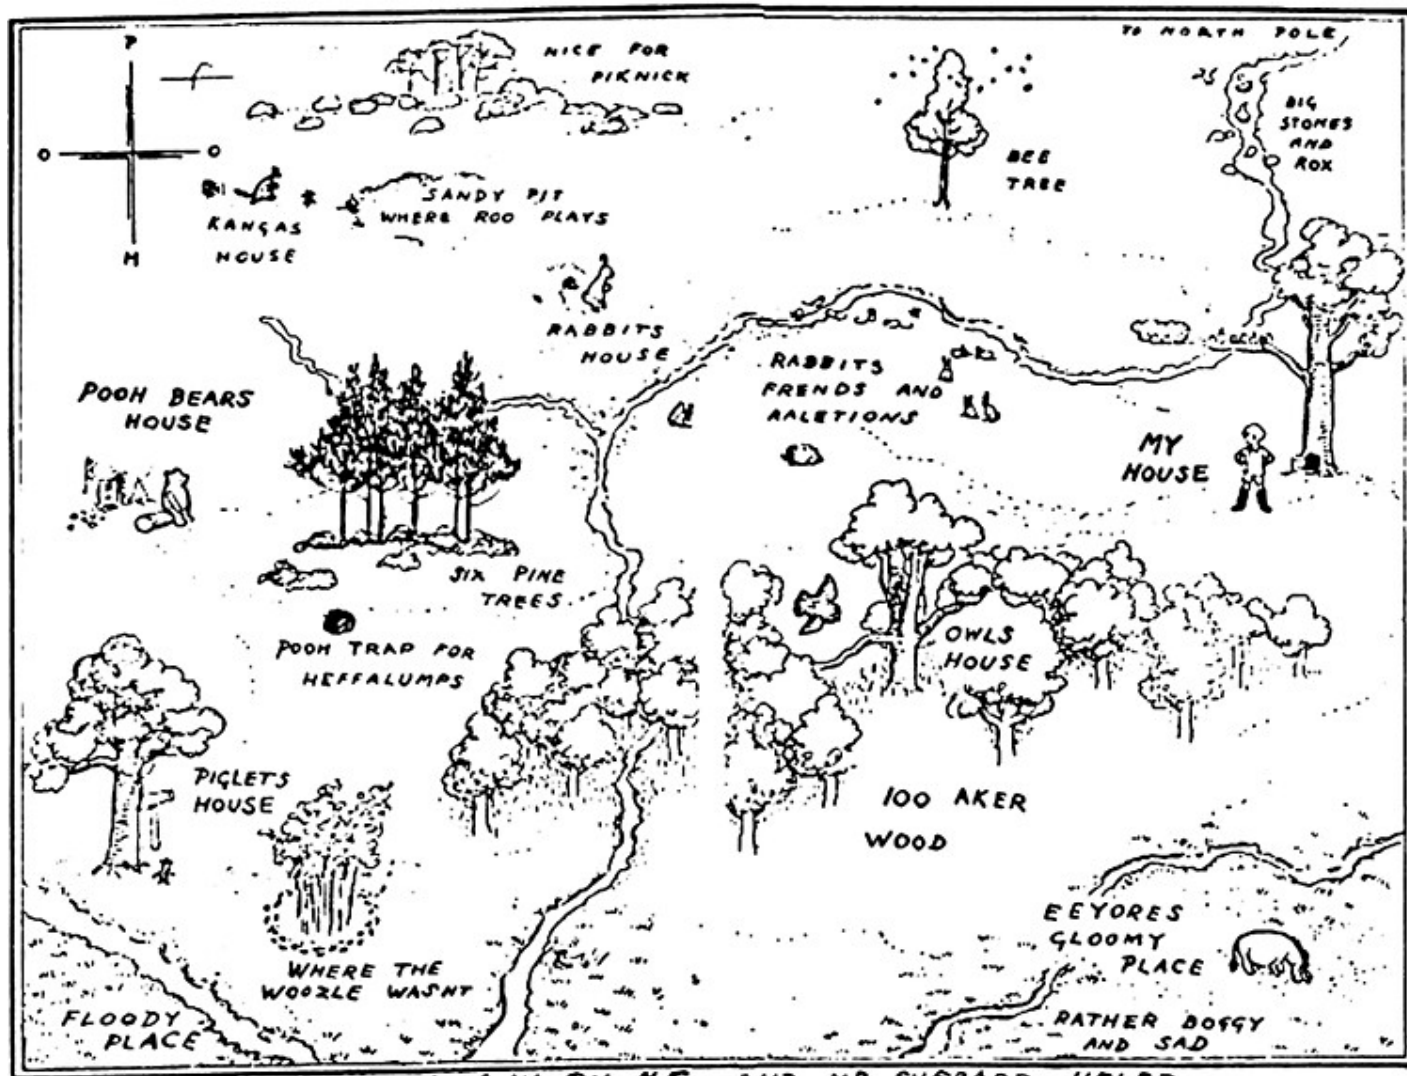 P
O
O
H
NICE FOR
PIKNICK
TO NORTH POLE
BIG
STONES
AND
ROX
BEE
TREE
KANGAS
HOUSE
SANDY PIT
WHERE ROO PLAYS
RABBITS
HOUSE
RABBITS
FRENDS AND
RALETIONS
POOH BEARS
HOUSE
MY
HOUSE
SIX PINE
TREES
POOH TRAP FOR
HEFFALUMPS
OWLS
HOUSE
PIGLETS
HOUSE
100 AKER
WOOD
WHERE THE
WOOZLE WASNT
FLOODY
PLACE
EEYORES
GLOOMY
PLACE
RATHER BOGGY
AND SAD